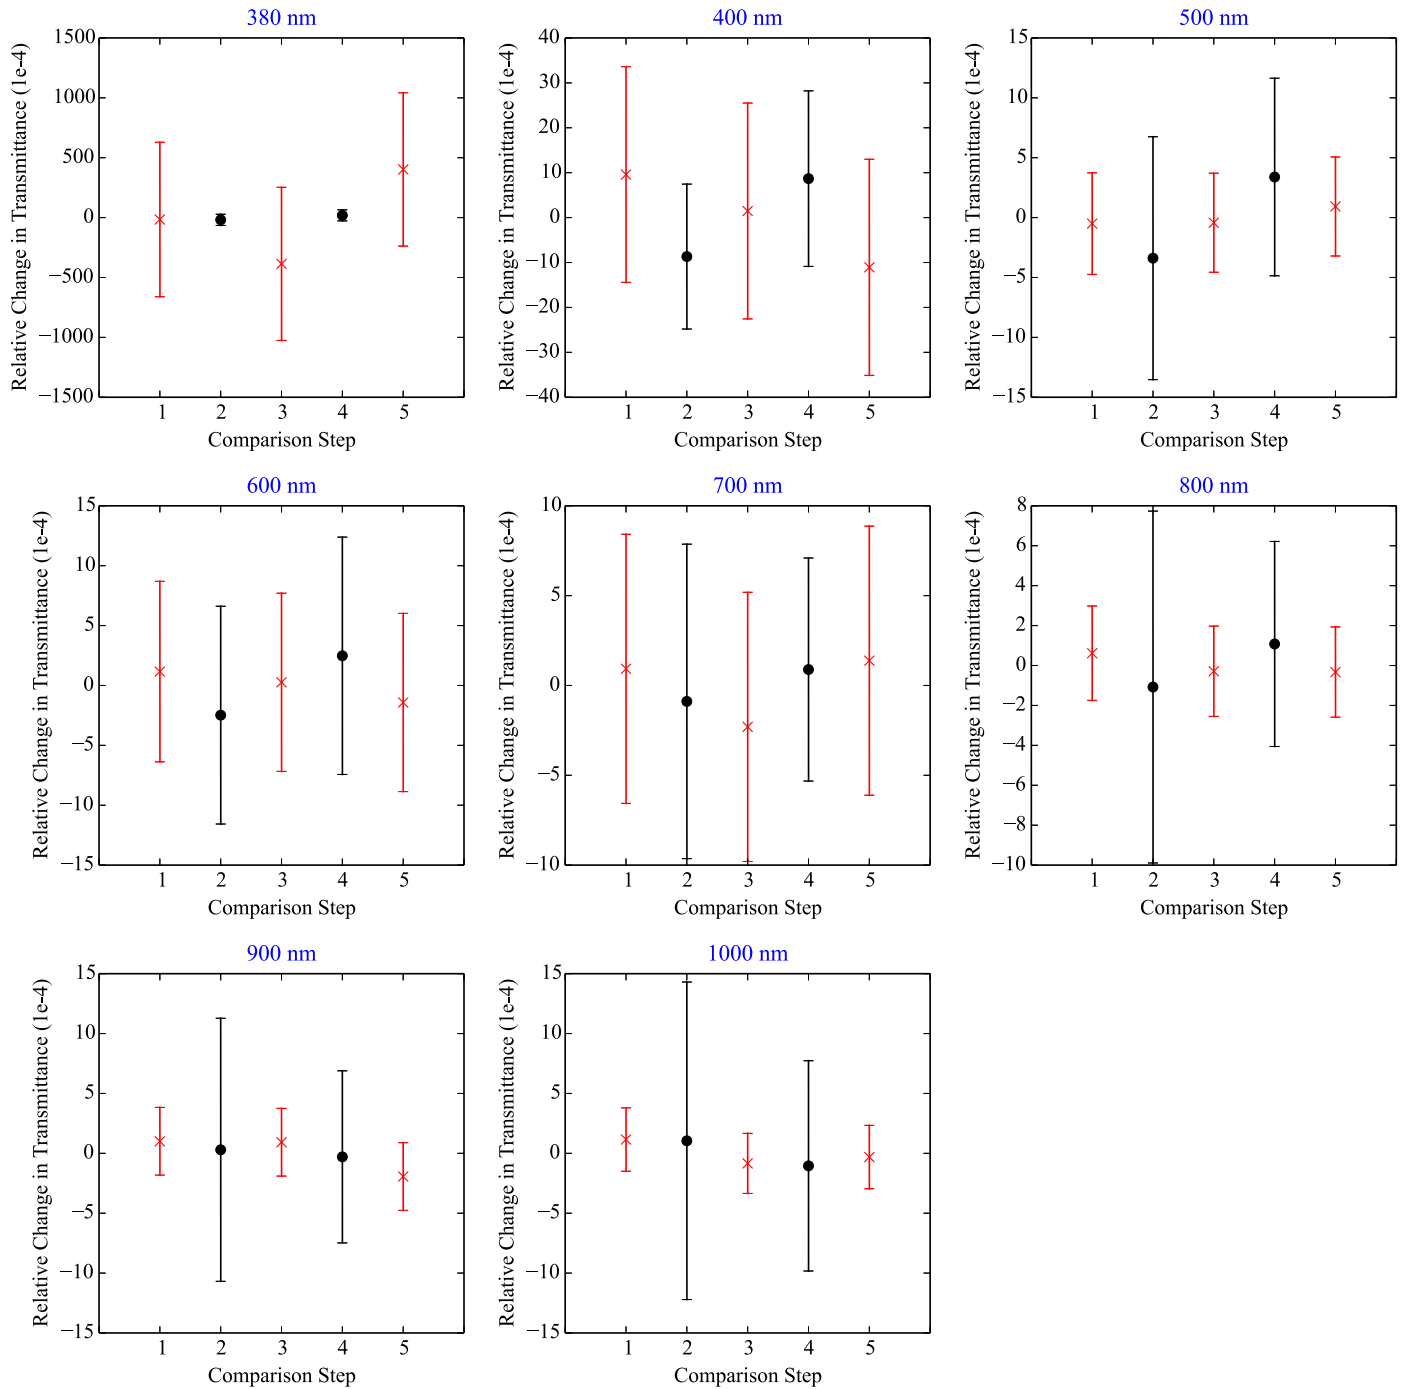 380 nm
400 nm
500 nm
Relative Change in Transmittance (1e-4)
1500
1000
500
0
−500
−1000
−1500
1 2 3 4 5
Comparison Step
Relative Change in Transmittance (1e-4)
40
30
20
10
0
−10
−20
−30
−40
1 2 3 4 5
Comparison Step
Relative Change in Transmittance (1e-4)
15
10
5
0
−5
−10
−15
1 2 3 4 5
Comparison Step
600 nm
700 nm
800 nm
Relative Change in Transmittance (1e-4)
15
10
5
0
−5
−10
−15
1 2 3 4 5
Comparison Step
Relative Change in Transmittance (1e-4)
10
5
0
−5
−10
1 2 3 4 5
Comparison Step
Relative Change in Transmittance (1e-4)
8
6
4
2
0
−2
−4
−6
−8
−10
1 2 3 4 5
Comparison Step
900 nm
1000 nm
Relative Change in Transmittance (1e-4)
15
10
5
0
−5
−10
−15
1 2 3 4 5
Comparison Step
Relative Change in Transmittance (1e-4)
15
10
5
0
−5
−10
−15
1 2 3 4 5
Comparison Step